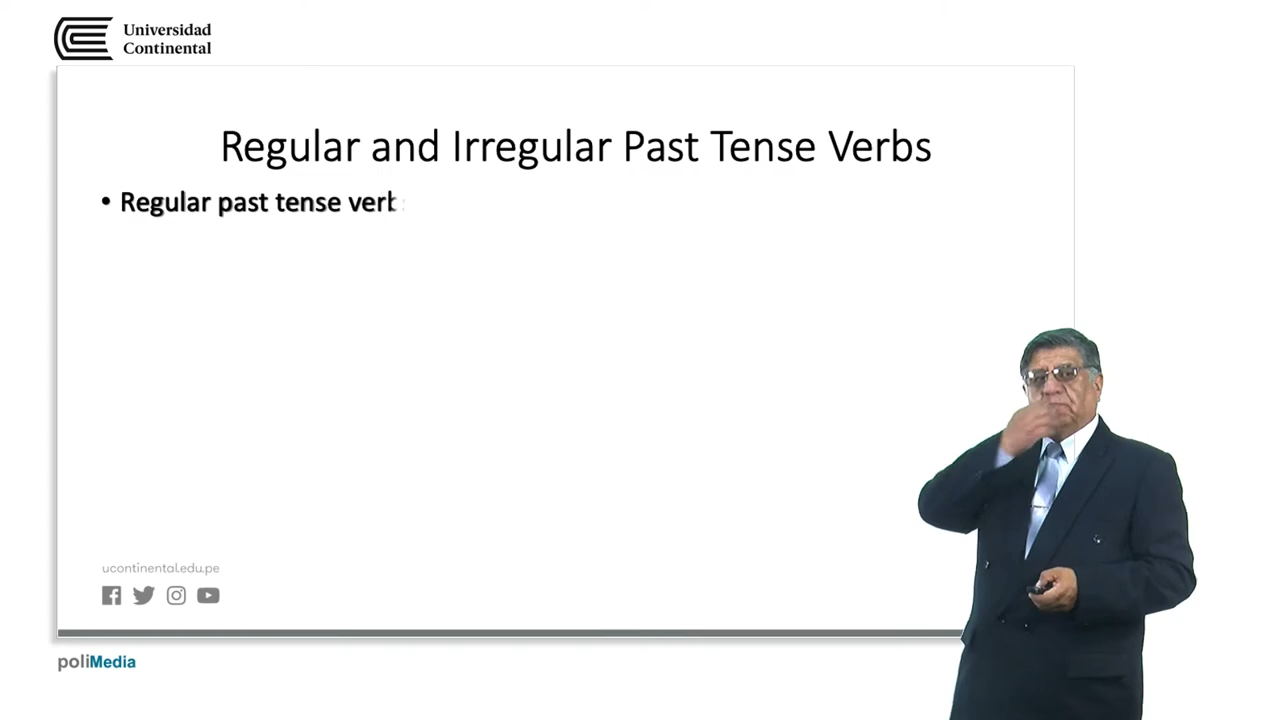 Universidad
Continental
Regular and Irregular Past Tense Verbs
• Regular past tense verbs
ucontinental.edu.pe
poliMedia